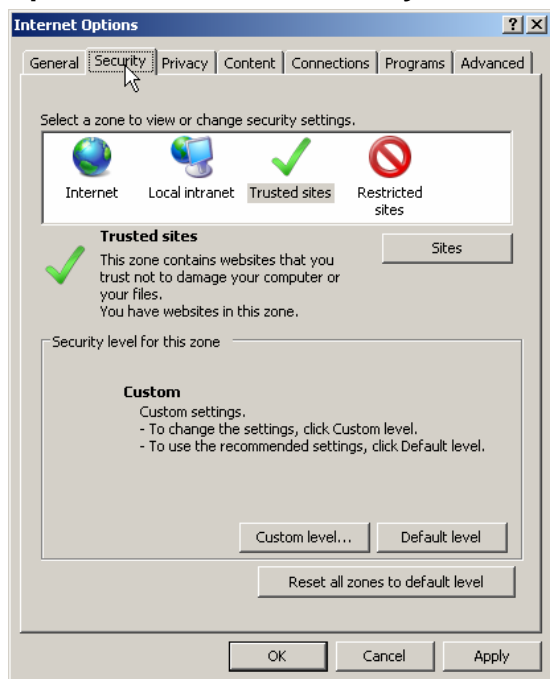 Internet Options
General Security Privacy Content Connections Programs Advanced
Select a zone to view or change security settings.
Internet Local intranet Trusted sites Restricted sites
Trusted sites
Sites
This zone contains websites that you
trust not to damage your computer or
your files.
You have websites in this zone.
Security level for this zone
Custom
Custom settings.
- To change the settings, click Custom level.
- To use the recommended settings, click Default level.
Custom level... Default level
Reset all zones to default level
OK Cancel Apply